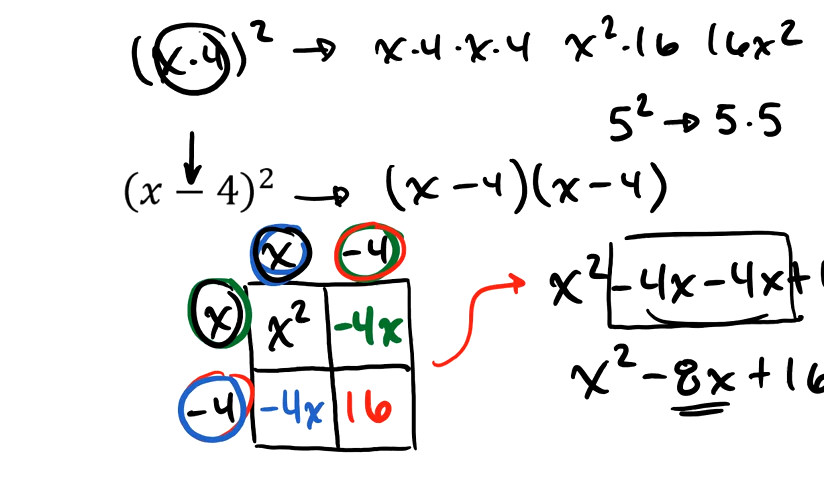 (x·4)² → x·4·x·4 x²·16 16x²
5² → 5·5
(x − 4)² → (x−4)(x−4)
x −4
x x² −4x
−4 −4x 16
x²−4x−4x+
x²−8x+16